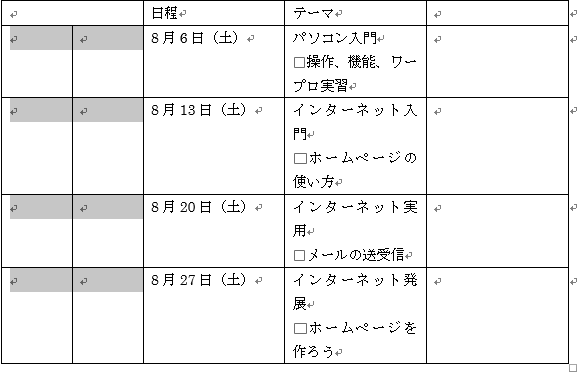 日程
テーマ
8月6日（土）
パソコン入門
□操作、機能、ワー
プロ実習
8月13日（土）
インターネット入
門
□ホームページの
使い方
8月20日（土）
インターネット実
用
□メールの送受信
8月27日（土）
インターネット発
展
□ホームページを
作ろう